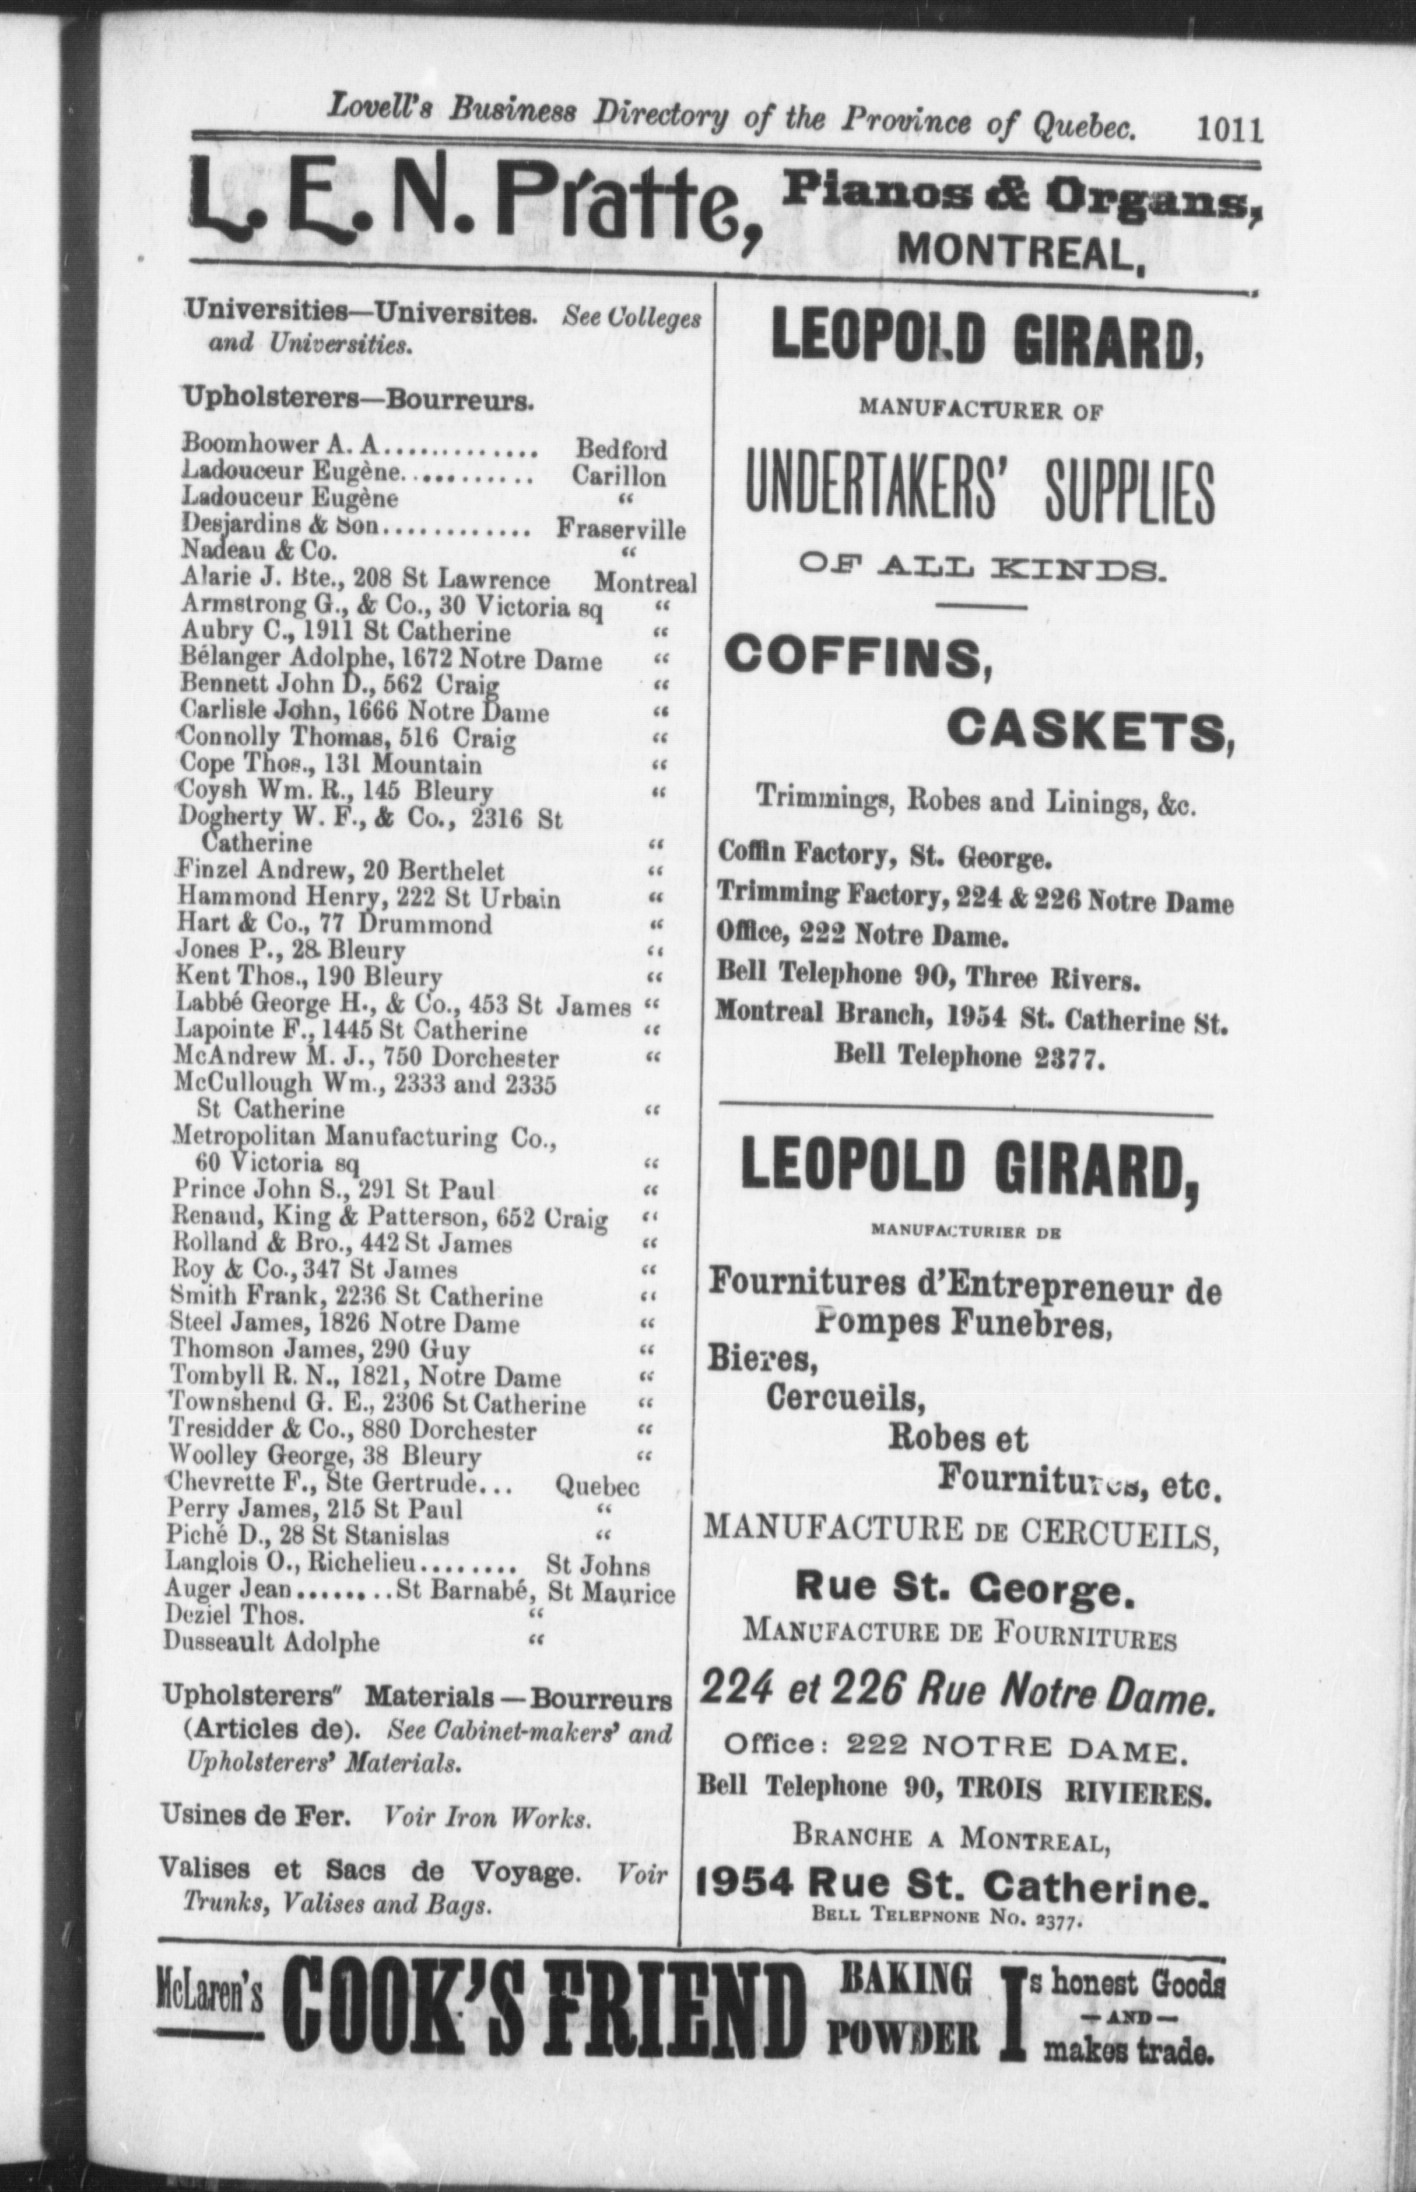 Lovell's Business Directory of the Province of Quebec. 1011
L. E. N. Pratte, Pianos & Organs,
MONTREAL,
Universities—Universites. See Colleges
and Universities.
Upholsterers—Bourreurs.
Boomhower A. A............. Bedford
Ladouceur Eugène............ Carillon
Ladouceur Eugène “
Desjardins & Son............ Fraserville
Nadeau & Co. “
Alarie J. Bte., 208 St Lawrence Montreal
Armstrong G., & Co., 30 Victoria sq “
Aubry C., 1911 St Catherine “
Bélanger Adolphe, 1672 Notre Dame “
Bennett John D., 562 Craig “
Carlisle John, 1666 Notre Dame “
Connolly Thomas, 516 Craig “
Cope Thos., 131 Mountain “
Coysh Wm. R., 145 Bleury “
Dogherty W. F., & Co., 2316 St
Catherine “
Finzel Andrew, 20 Berthelet “
Hammond Henry, 222 St Urbain “
Hart & Co., 77 Drummond “
Jones P., 28 Bleury “
Kent Thos., 190 Bleury “
Labbé George H., & Co., 453 St James “
Lapointe F., 1445 St Catherine “
McAndrew M. J., 750 Dorchester “
McCullough Wm., 2333 and 2335
St Catherine “
Metropolitan Manufacturing Co.,
60 Victoria sq “
Prince John S., 291 St Paul “
Renaud, King & Patterson, 652 Craig “
Rolland & Bro., 442 St James “
Roy & Co., 347 St James “
Smith Frank, 2236 St Catherine “
Steel James, 1826 Notre Dame “
Thomson James, 290 Guy “
Tombyll R. N., 1821, Notre Dame “
Townshend G. E., 2306 St Catherine “
Tresidder & Co., 880 Dorchester “
Woolley George, 38 Bleury “
Chevrette F., Ste Gertrude... Quebec
Perry James, 215 St Paul “
Piché D., 28 St Stanislas “
Langlois O., Richelieu........ St Johns
Auger Jean........St Barnabé, St Maurice
Deziel Thos. “
Dusseault Adolphe “
Upholsterers" Materials—Bourreurs
(Articles de). See Cabinet-makers' and
Upholsterers' Materials.
Usines de Fer. Voir Iron Works.
Valises et Sacs de Voyage. Voir
Trunks, Valises and Bags.
LEOPOLD GIRARD,
MANUFACTURER OF
UNDERTAKERS' SUPPLIES
OF ALL KINDS.
COFFINS,
CASKETS,
Trimmings, Robes and Linings, &c.
Coffin Factory, St. George.
Trimming Factory, 224 & 226 Notre Dame
Office, 222 Notre Dame.
Bell Telephone 90, Three Rivers.
Montreal Branch, 1954 St. Catherine St.
Bell Telephone 2377.
LEOPOLD GIRARD,
MANUFACTURIER DE
Fournitures d'Entrepreneur de
Pompes Funebres,
Bieres,
Cercueils,
Robes et
Fournitures, etc.
MANUFACTURE DE CERCUEILS,
Rue St. George.
MANUFACTURE DE FOURNITURES
224 et 226 Rue Notre Dame.
Office: 222 NOTRE DAME.
Bell Telephone 90, TROIS RIVIERES.
BRANCHE A MONTREAL,
1954 Rue St. Catherine.
BELL TELEPNONE NO. 2377.
McLaren's COOK'S FRIEND BAKING POWDER Is honest Goods
—AND—
makes trade.